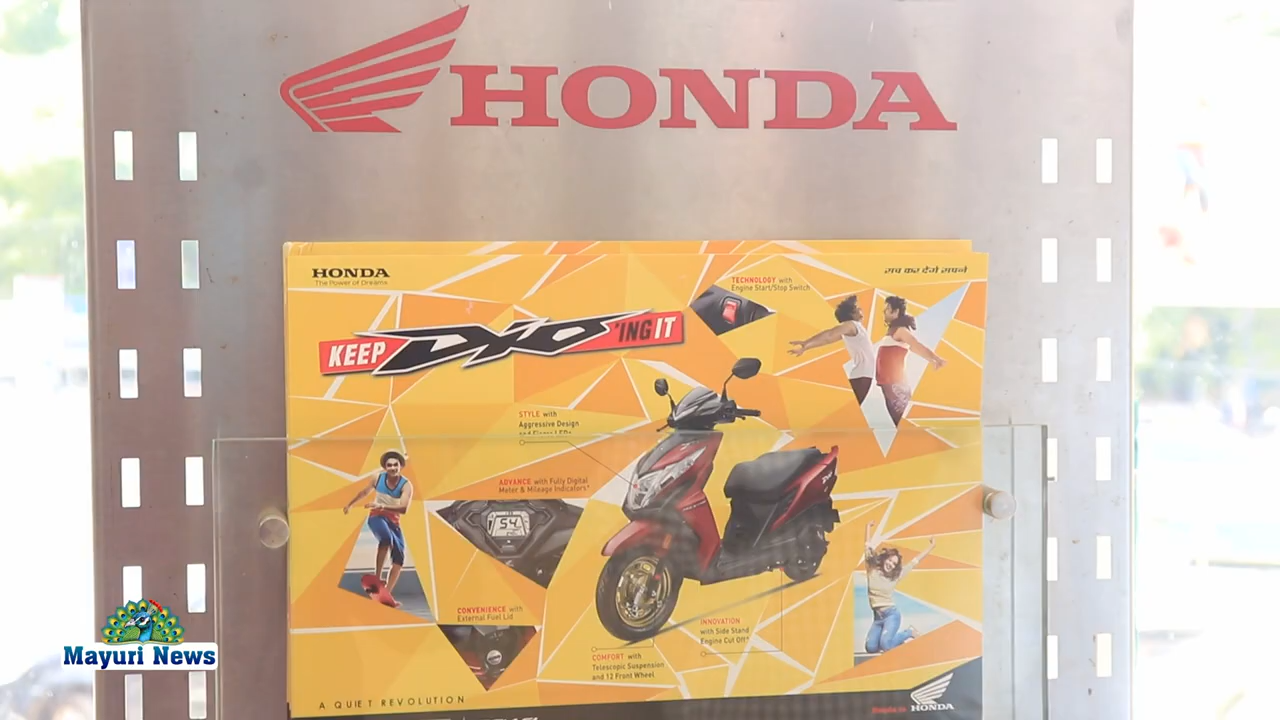 HONDA
HONDA
The Power of Dreams
सच कर देंगे सपने
TECHNOLOGY with
Engine Start/Stop Switch
KEEP DIO 'ING IT
STYLE with
Aggressive Design
ADVANCE with Fully Digital
Meter & Mileage Indicators*
54
CONVENIENCE with
External Fuel Lid
INNOVATION
with Side Stand
Engine Cut Off*
COMFORT with
Telescopic Suspension
and 12 Front Wheel
A QUIET REVOLUTION
HONDA
Mayuri News